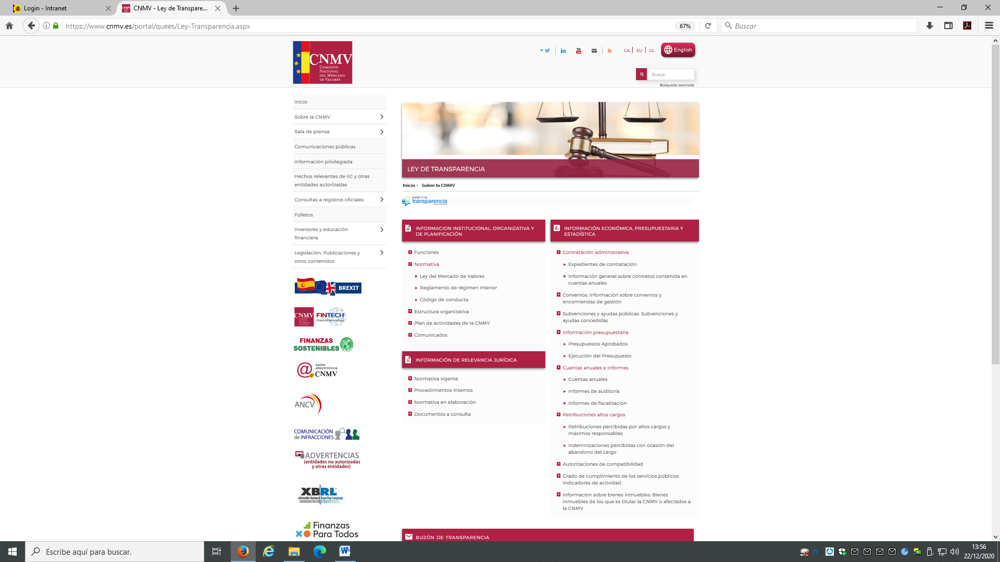 Login - Intranet
CNMV - Ley de Transpare...
https://www.cnmv.es/portal/quees/Ley-Transparencia.aspx
67%
Buscar
CNMV
COMISIÓN
NACIONAL
DEL MERCADO
DE VALORES
You
CA
EU
GL
English
Buscar
Búsqueda avanzada
Inicio
Sobre la CNMV
Sala de prensa
Comunicaciones públicas
Información privilegiada
Hechos relevantes de IIC y otras
entidades autorizadas
Consultas a registros oficiales
Folletos
Inversores y educación
financiera
Legislación, Publicaciones y
otros contenidos
BREXIT
CNMV
FINTECH
financial technology
FINANZAS
SOSTENIBLES
@e
sede
electrónica
CNMV
ANCV
COMUNICACIÓN
de INFRACCIONES
ADVERTENCIAS
(entidades no autorizadas
y otras entidades)
XBRL
eXtensible Business Reporting Language
Finanzas
Para Todos
LEY DE TRANSPARENCIA
Inicio > Sobre la CNMV
portal de la
transparencia
INFORMACION INSTITUCIONAL, ORGANIZATIVA Y
DE PLANIFICACIÓN
Funciones
Normativa
Ley del Mercado de Valores
Reglamento de régimen interior
Código de conducta
Estructura organizativa
Plan de actividades de la CNMV
Comunicados
INFORMACIÓN DE RELEVANCIA JURÍDICA
Normativa vigente
Procedimientos internos
Normativa en elaboración
Documentos a consulta
INFORMACIÓN ECONÓMICA, PRESUPUESTARIA Y
ESTADÍSTICA
Contratación administrativa
Expedientes de contratación
Información general sobre contratos contenida en
cuentas anuales
Convenios: Información sobre convenios y
encomiendas de gestión
Subvenciones y ayudas públicas: Subvenciones y
ayudas concedidas
Información presupuestaria
Presupuestos Aprobados
Ejecución del Presupuesto
Cuentas anuales e informes
Cuentas anuales
Informes de auditoría
Informes de fiscalización
Retribuciones altos cargos
Retribuciones percibidas por altos cargos y
máximos responsables
Indemnizaciones percibidas con ocasión del
abandono del cargo
Autorizaciones de compatibilidad
Grado de cumplimiento de los servicios públicos:
Indicadores de actividad
Informacion sobre bienes inmuebles: Bienes
inmuebles de los que es titular la CNMV o afectados a
la CNMV
BUZÓN DE TRANSPARENCIA
Escribe aquí para buscar.
13:56
22/12/2020